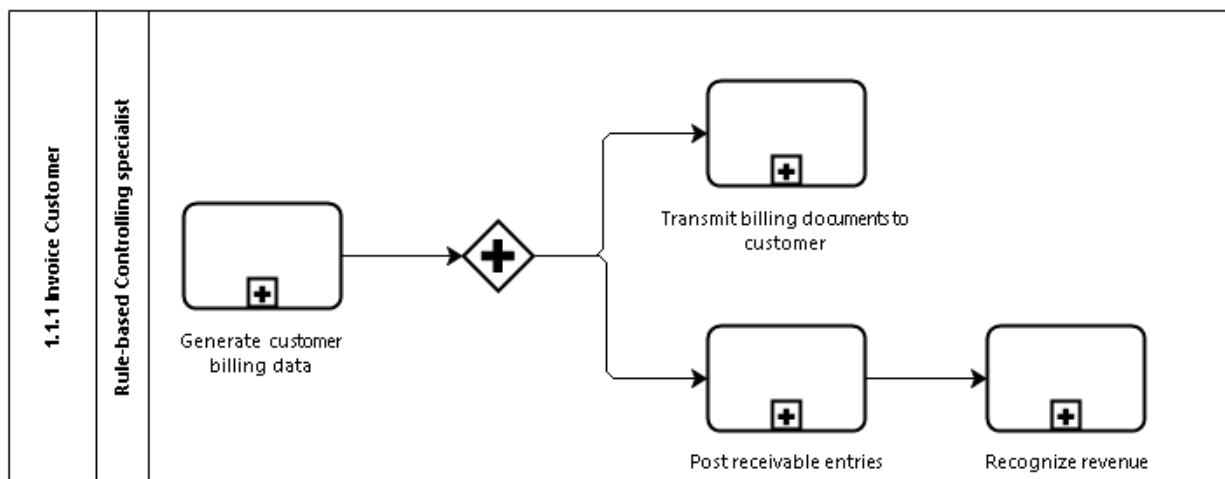 1.1.1 Invoice Customer
Rule-based Controlling specialist
Generate customer
billing data
Transmit billing documents to
customer
Post receivable entries
Recognize revenue